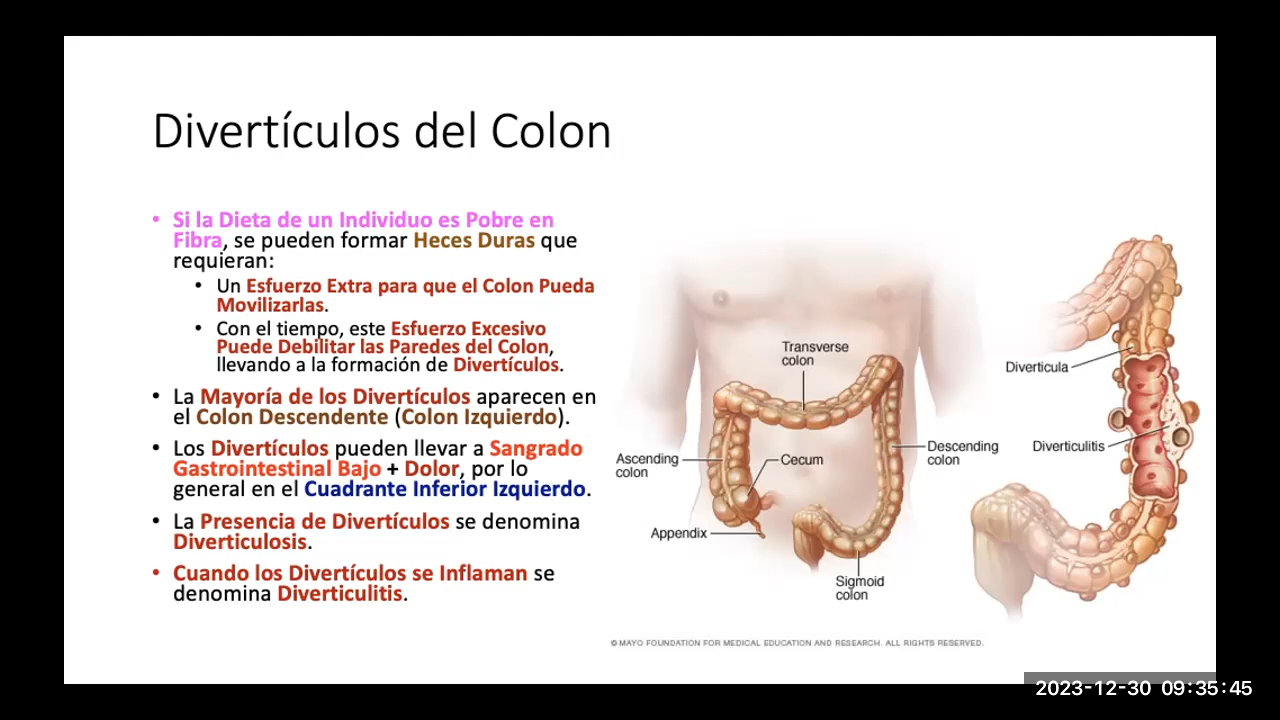 Divertículos del Colon
• Si la Dieta de un Individuo es Pobre en
Fibra, se pueden formar Heces Duras que
requieran:
• Un Esfuerzo Extra para que el Colon Pueda
Movilizarlas.
• Con el tiempo, este Esfuerzo Excesivo
Puede Debilitar las Paredes del Colon,
llevando a la formación de Divertículos.
• La Mayoría de los Divertículos aparecen en
el Colon Descendente (Colon Izquierdo).
• Los Divertículos pueden llevar a Sangrado
Gastrointestinal Bajo + Dolor, por lo
general en el Cuadrante Inferior Izquierdo.
• La Presencia de Divertículos se denomina
Diverticulosis.
• Cuando los Divertículos se Inflaman se
denomina Diverticulitis.
Transverse
colon
Ascending
colon
Cecum
Appendix
Descending
colon
Sigmoid
colon
Diverticula
Diverticulitis
© MAYO FOUNDATION FOR MEDICAL EDUCATION AND RESEARCH. ALL RIGHTS RESERVED.
2023-12-30 09:35:45